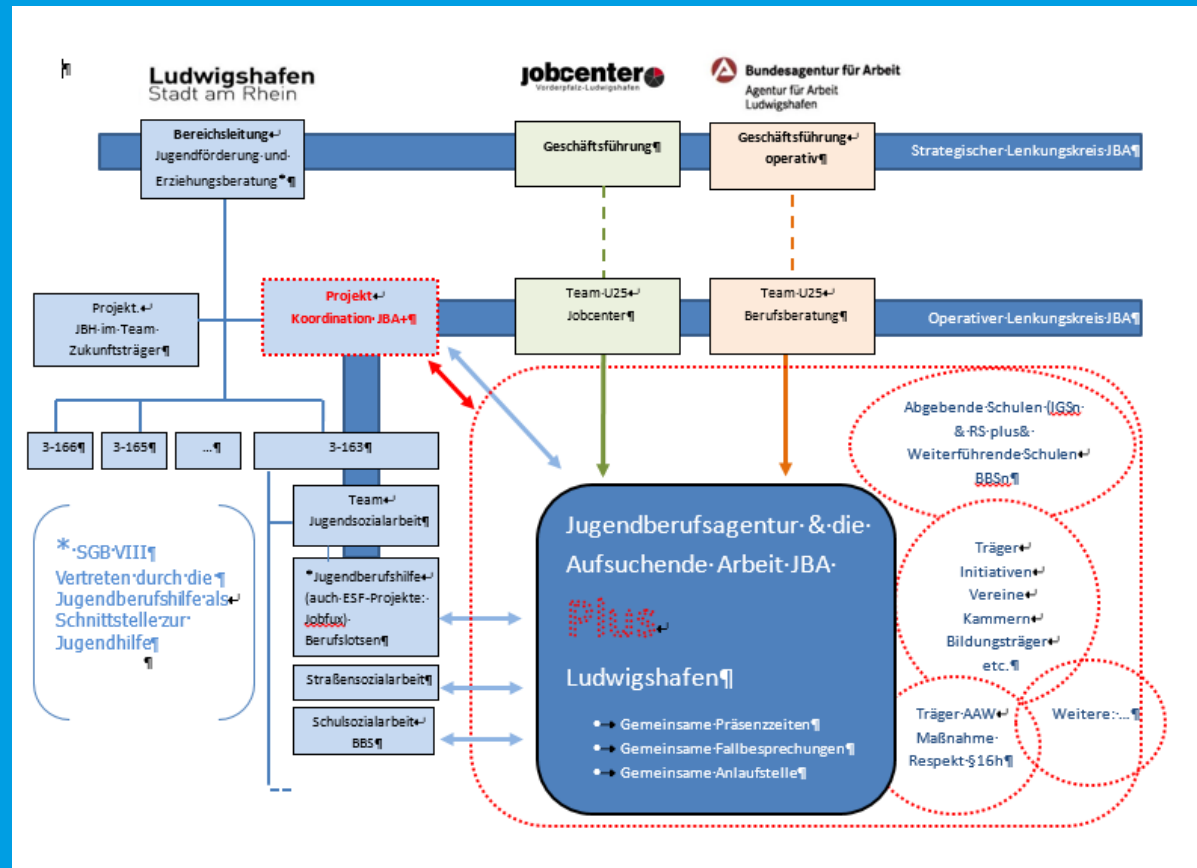 ¶
Ludwigshafen
Stadt am Rhein
jobcenter
Vorderpfalz-Ludwigshafen
Bundesagentur für Arbeit
Agentur für Arbeit
Ludwigshafen
Bereichsleitung↵
Jugendförderung·und·
Erziehungsberatung*¶
Geschäftsführung¶
Geschäftsführung↵
operativ¶
Strategischer·Lenkungskreis·JBA¶
Projekt.↵
JBH·im·Team·
Zukunftsträger¶
Projekt↵
Koordination·JBA+¶
Team·U25↵
Jobcenter¶
Team·U25↵
Berufsberatung¶
Operativer·Lenkungskreis·JBA¶
3-166¶
3-165¶
...¶
3-163¶
Team↵
Jugendsozialarbeit¶
*Jugendberufshilfe↵
(auch·ESF-Projekte:·
Jobfux)·
Berufslotsen¶
Straßensozialarbeit¶
Schulsozialarbeit↵
BBS¶
*·SGB·VIII¶
Vertreten·durch·die·¶
Jugendberufshilfe·als↵
Schnittstelle·zur·
Jugendhilfe¶
¶
Jugendberufsagentur·&·die·
Aufsuchende·Arbeit·JBA·
Plus↵
Ludwigshafen¶
•→Gemeinsame·Präsenzzeiten¶
•→Gemeinsame·Fallbesprechungen¶
•→Gemeinsame·Anlaufstelle¶
Abgebende·Schulen·(IGSn·
&·RS·plus&·
Weiterführende·Schulen↵
BBSn¶
Träger↵
Initiativen↵
Vereine↵
Kammern↵
Bildungsträger↵
etc.¶
Träger·AAW↵
Maßnahme·
Respekt·§16h¶
Weitere:·...¶